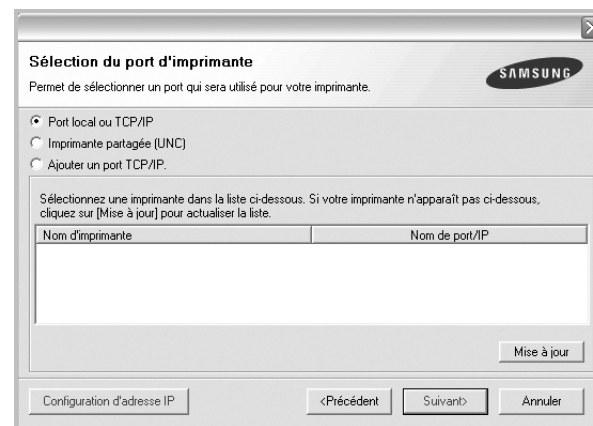 Sélection du port d'imprimante
Permet de sélectionner un port qui sera utilisé pour votre imprimante.
SAMSUNG
Port local ou TCP/IP
Imprimante partagée (UNC)
Ajouter un port TCP/IP.
Sélectionnez une imprimante dans la liste ci-dessous. Si votre imprimante n'apparaît pas ci-dessous,
cliquez sur [Mise à jour] pour actualiser la liste.
Nom d'imprimante Nom de port/IP
Mise à jour
Configuration d'adresse IP <Précédent Suivant> Annuler